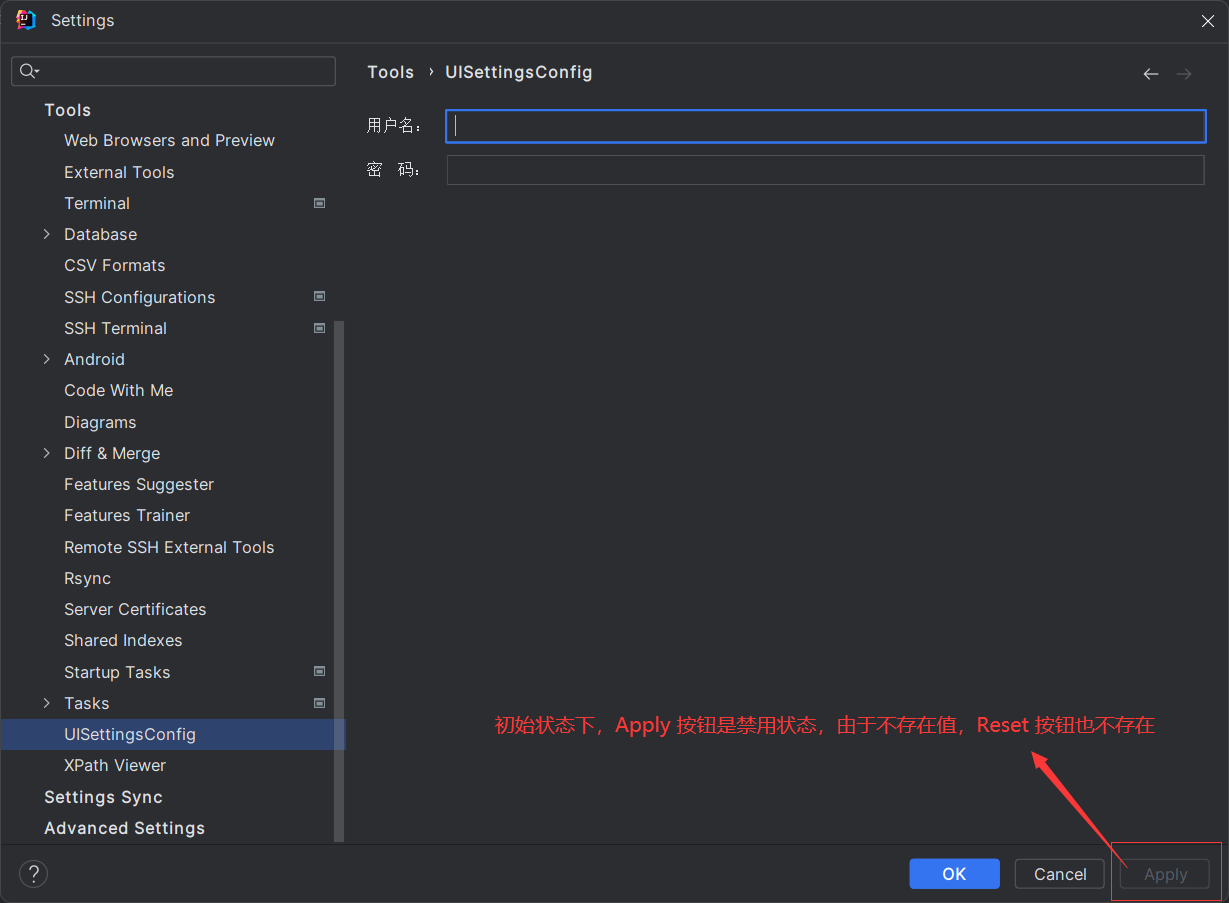 Settings
Tools
Web Browsers and Preview
External Tools
Terminal
Database
CSV Formats
SSH Configurations
SSH Terminal
Android
Code With Me
Diagrams
Diff & Merge
Features Suggester
Features Trainer
Remote SSH External Tools
Rsync
Server Certificates
Shared Indexes
Startup Tasks
Tasks
UISettingsConfig
XPath Viewer
Settings Sync
Advanced Settings
Tools › UISettingsConfig
用户名：
密 码：
初始状态下，Apply 按钮是禁用状态，由于不存在值，Reset 按钮也不存在
?
OK
Cancel
Apply